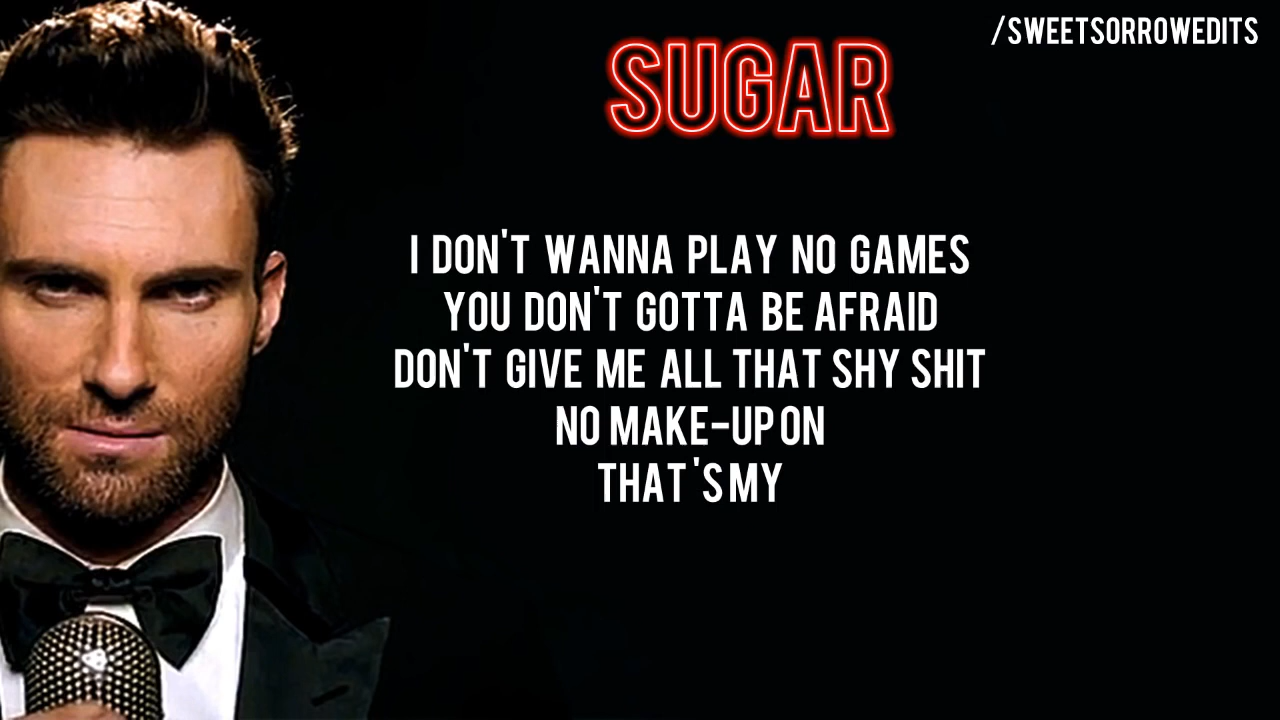 /SWEETSORROWEDITS
SUGAR
I DON'T WANNA PLAY NO GAMES
YOU DON'T GOTTA BE AFRAID
DON'T GIVE ME ALL THAT SHY SHIT
NO MAKE-UP ON
THAT'S MY